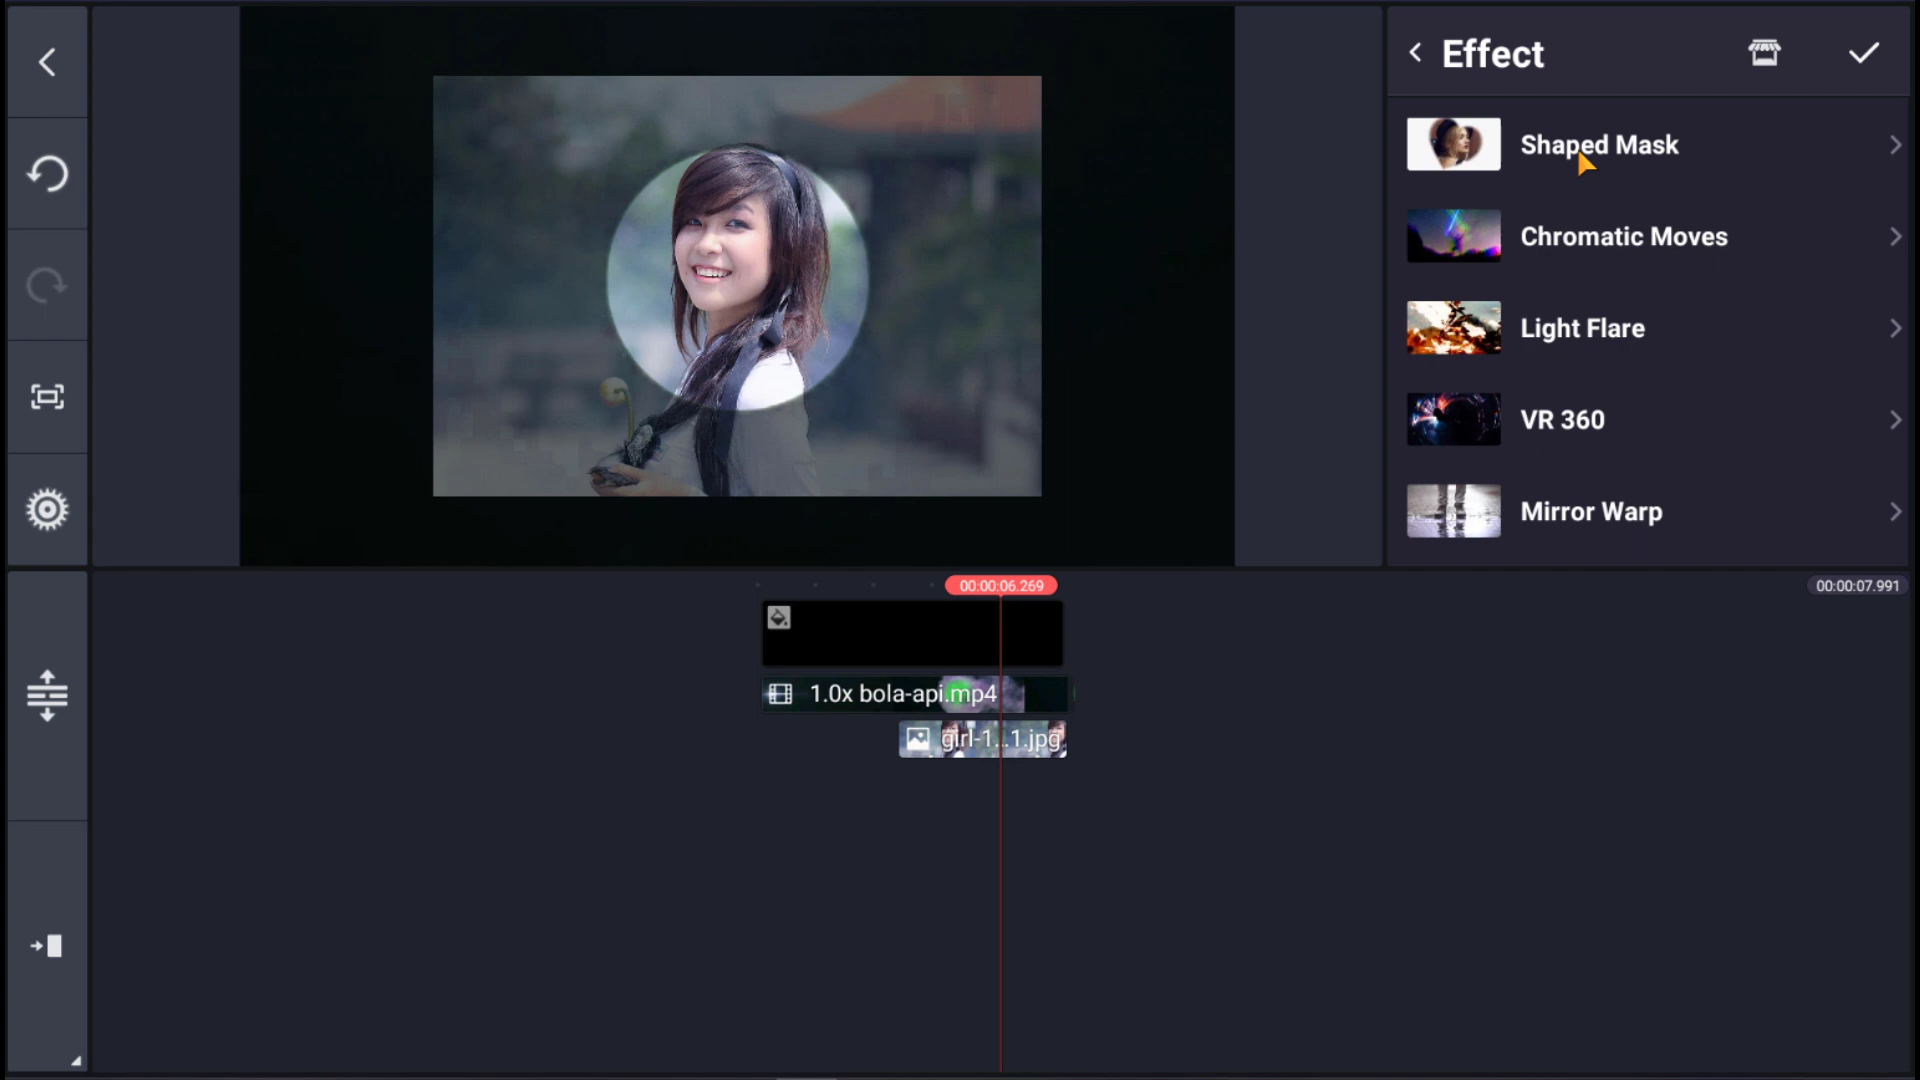 Effect
Shaped Mask
Chromatic Moves
Light Flare
VR 360
Mirror Warp
00:00:06.269
00:00:07.991
1.0x bola-api.mp4
girl-1...1.jpg